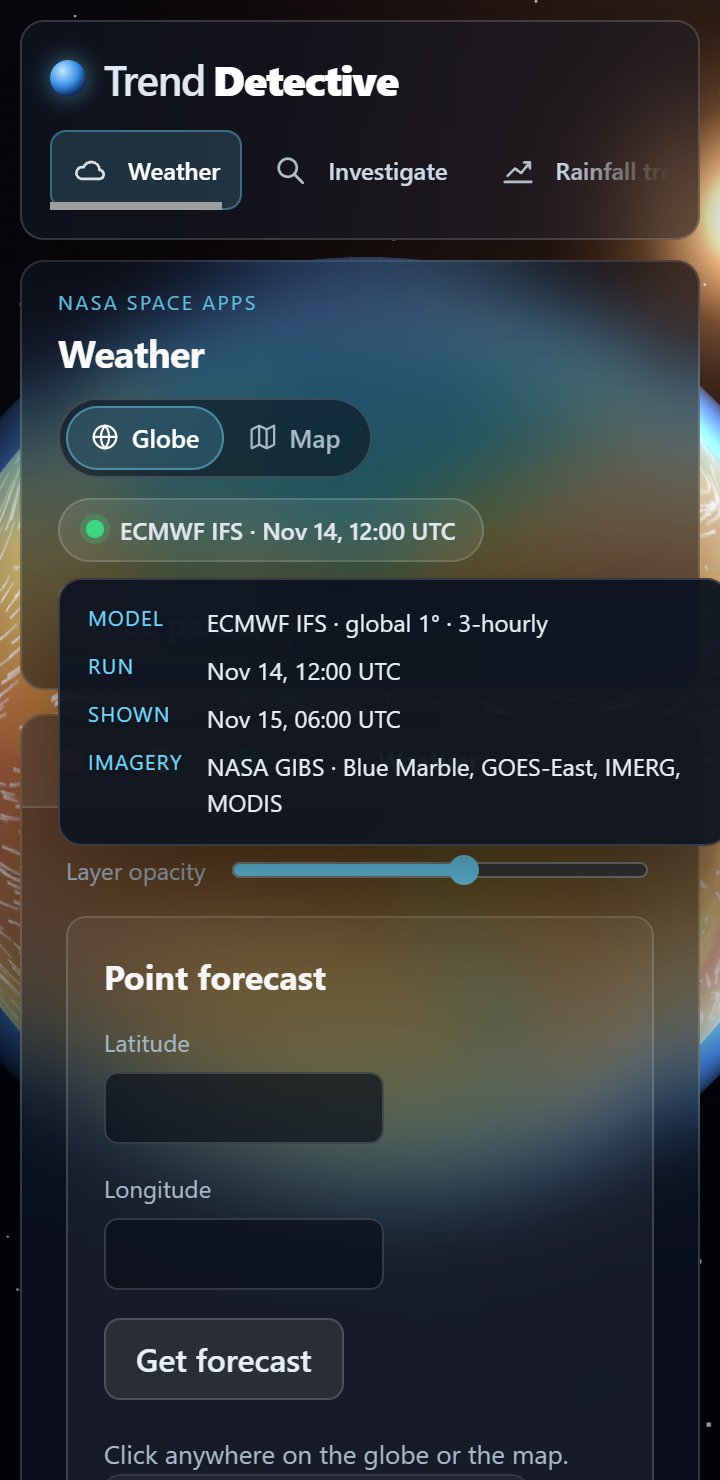 Trend Detective
Weather
Investigate
Rainfall tre
NASA SPACE APPS
Weather
Globe
Map
ECMWF IFS · Nov 14, 12:00 UTC
MODEL ECMWF IFS · global 1° · 3-hourly
RUN Nov 14, 12:00 UTC
SHOWN Nov 15, 06:00 UTC
IMAGERY NASA GIBS · Blue Marble, GOES-East, IMERG,
MODIS
Layer opacity
Point forecast
Latitude
Longitude
Get forecast
Click anywhere on the globe or the map.